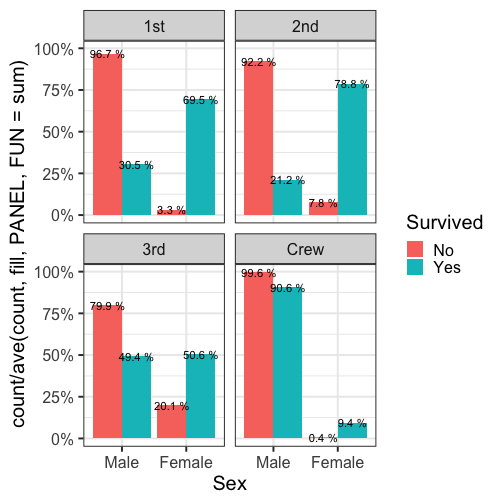 1st
2nd
100%
75%
50%
25%
0%
96.7 %
30.5 %
3.3 %
69.5 %
92.2 %
21.2 %
7.8 %
78.8 %
3rd
Crew
100%
75%
50%
25%
0%
79.9 %
49.4 %
20.1 %
50.6 %
99.6 %
90.6 %
0.4 %
9.4 %
Male
Female
Male
Female
Sex
count/ave(count, fill, PANEL, FUN = sum)
Survived
No
Yes